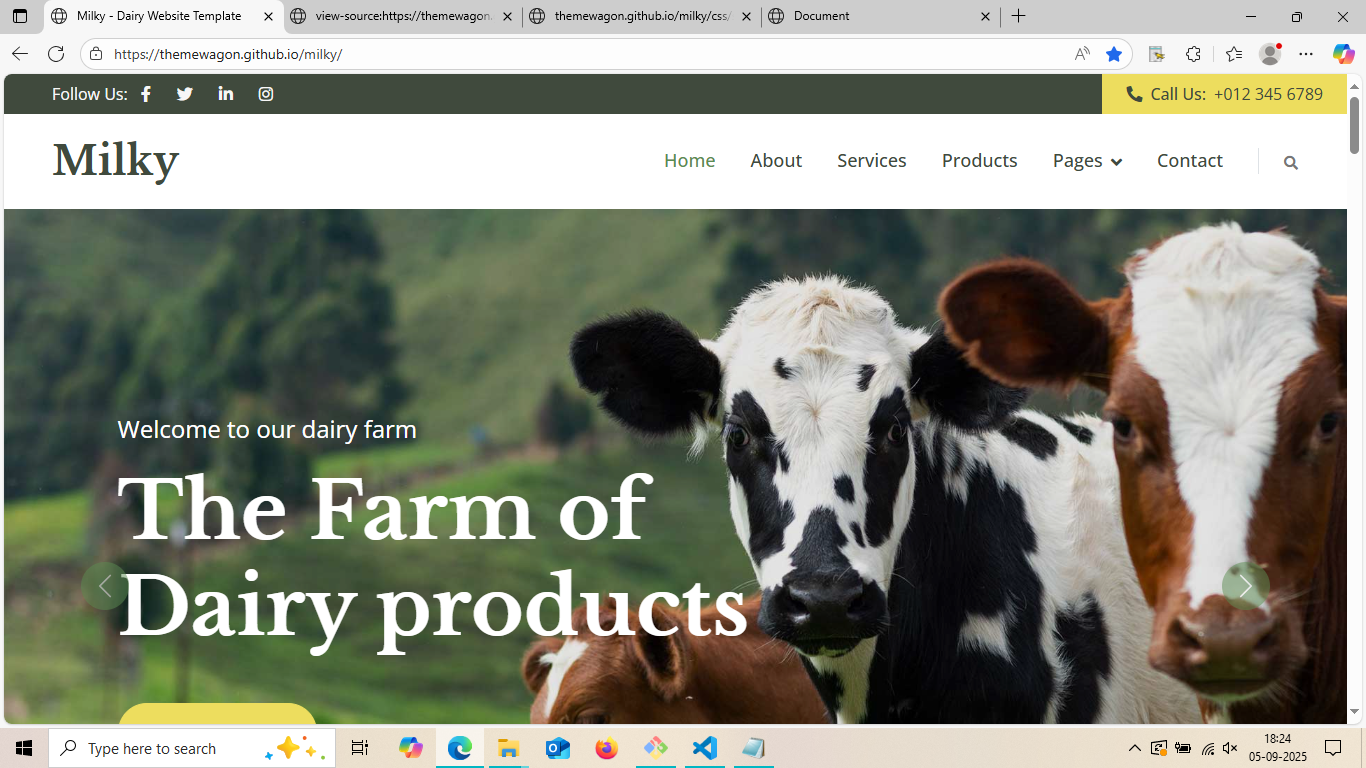 Milky - Dairy Website Template
view-source:https://themewagon.
themewagon.github.io/milky/css/
Document
https://themewagon.github.io/milky/
Follow Us:
Call Us: +012 345 6789
Milky
Home About Services Products Pages Contact
Welcome to our dairy farm
The Farm of
Dairy products
Type here to search
18:24
05-09-2025